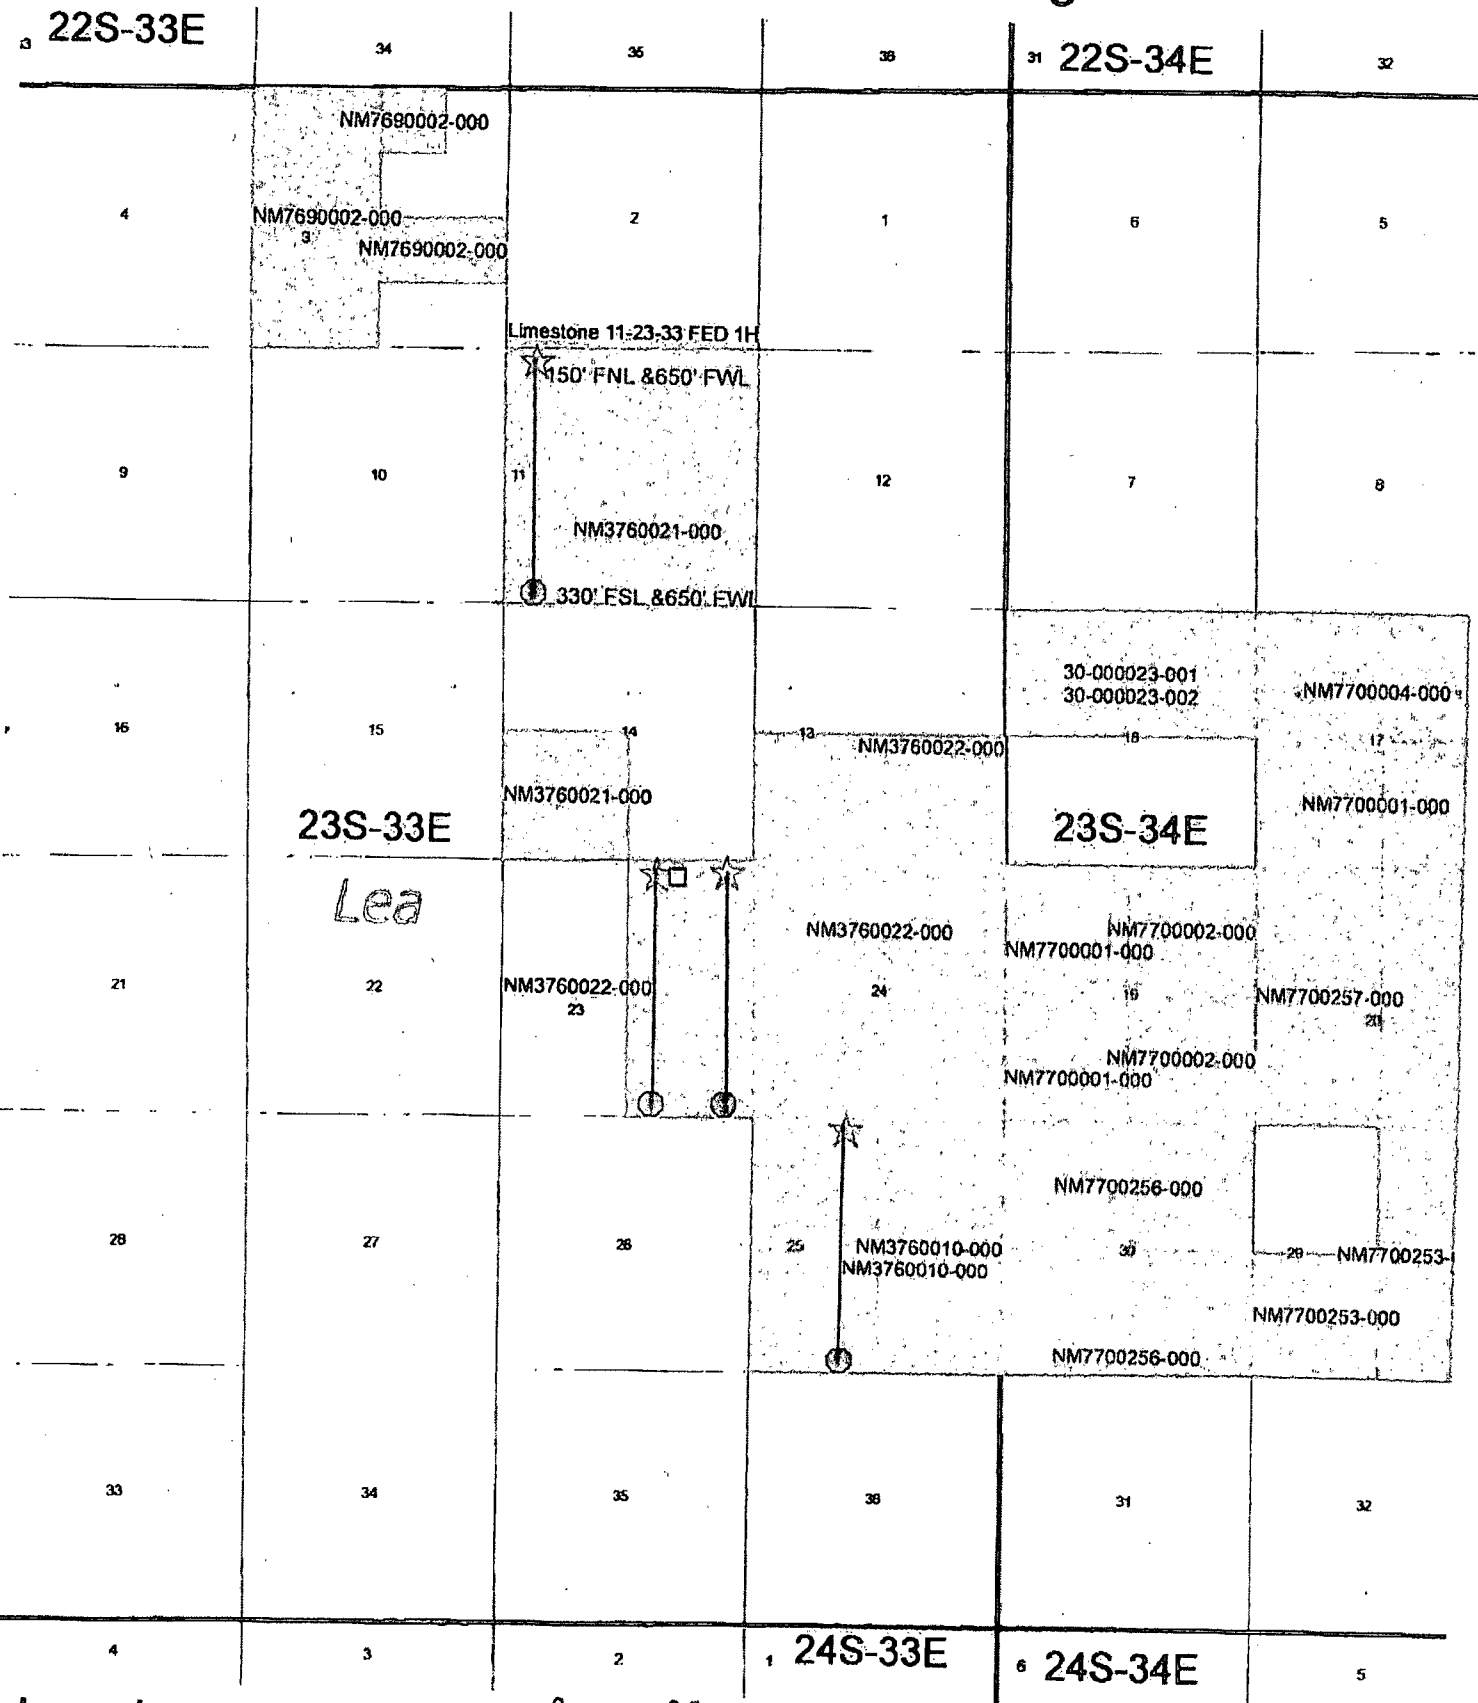 3 22S-33E 34 35 36 31 22S-34E 32
NM7690002-000
4 NM7690002-000 2 1 6 5
3
NM7690002-000
Limestone 11-23-33 FED 1H
150' FNL &650' FWL
9 10 11 12 7 8
NM3760021-000
330' FSL &650' FWL
30-000023-001
30-000023-002 NM7700004-000
16 15 14 13 18 17
NM3760022-000
NM3760021-000 NM7700001-000
23S-33E 23S-34E
Lea
NM3760022-000 NM7700002-000
NM7700001-000
21 22 NM3760022-000 24 19 NM7700257-000
23 20
NM7700002-000
NM7700001-000
NM7700256-000
28 27 26 25 NM3760010-000 30 29 NM7700253-
NM3760010-000
NM7700253-000
NM7700256-000
33 34 35 36 31 32
4 3 2 1 24S-33E 6 24S-34E 5